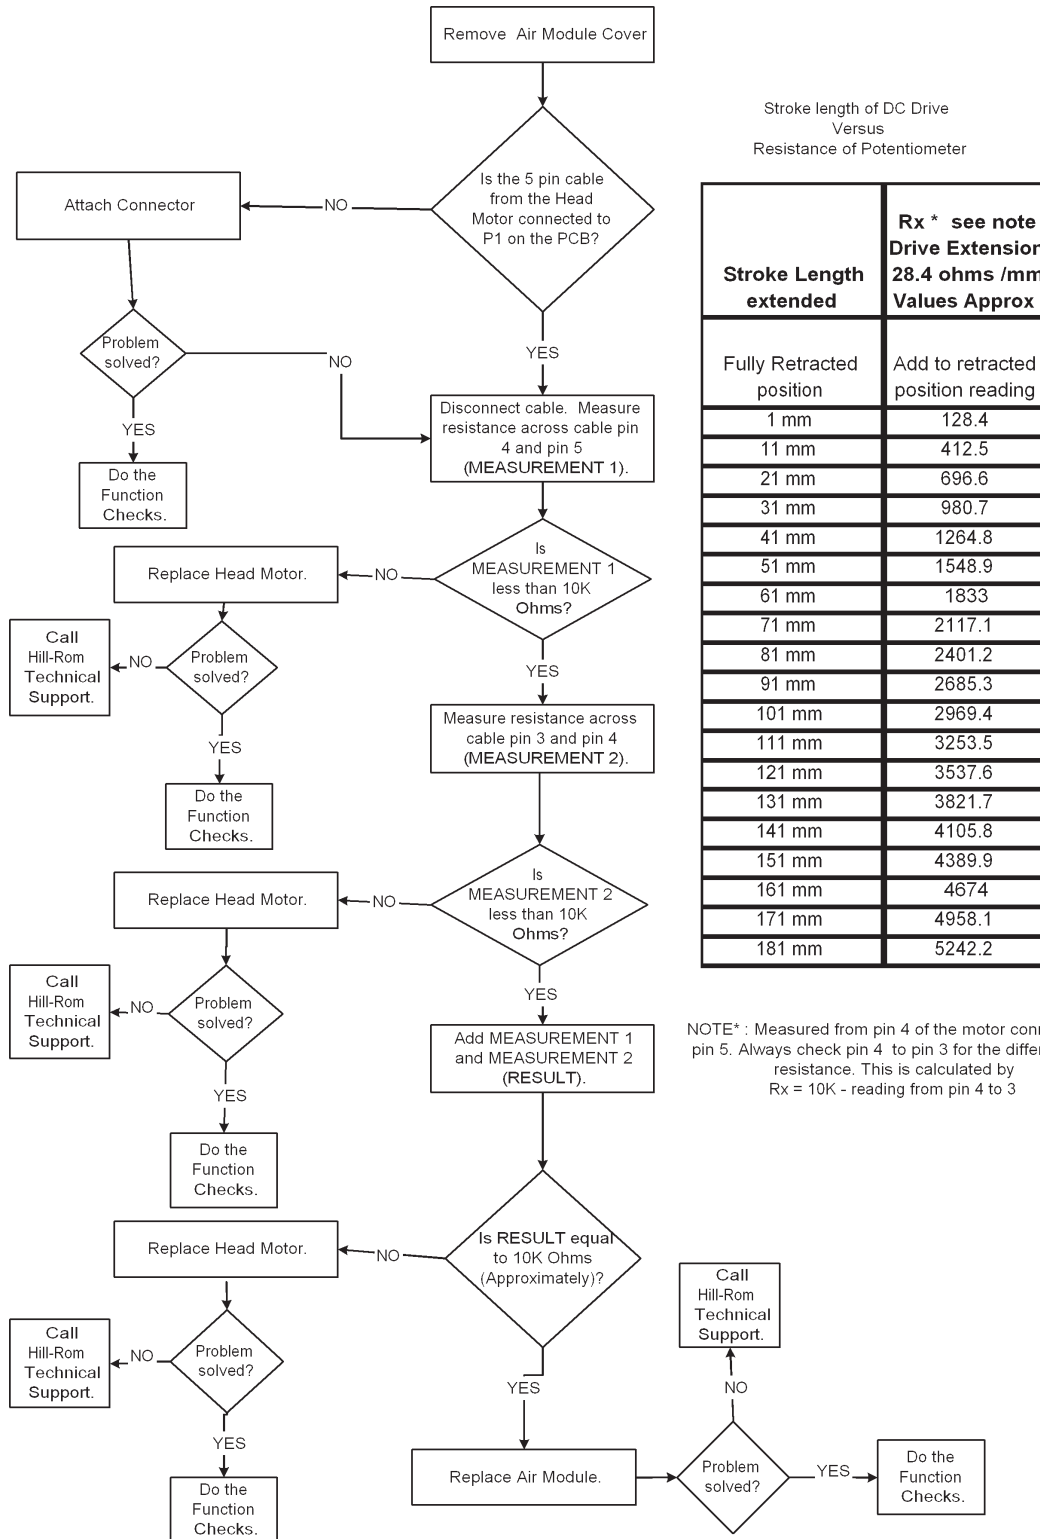 Remove Air Module Cover
Is the 5 pin cable
from the Head
Motor connected to
P1 on the PCB?
NO
Attach Connector
Problem
solved?
NO
YES
Do the
Function
Checks.
YES
Disconnect cable. Measure
resistance across cable pin
4 and pin 5
(MEASUREMENT 1).
Is
MEASUREMENT 1
less than 10K
Ohms?
NO
Replace Head Motor.
Problem
solved?
NO
Call
Hill-Rom
Technical
Support.
YES
Do the
Function
Checks.
YES
Measure resistance across
cable pin 3 and pin 4
(MEASUREMENT 2).
Is
MEASUREMENT 2
less than 10K
Ohms?
NO
Replace Head Motor.
Problem
solved?
NO
Call
Hill-Rom
Technical
Support.
YES
Do the
Function
Checks.
YES
Add MEASUREMENT 1
and MEASUREMENT 2
(RESULT).
Is RESULT equal
to 10K Ohms
(Approximately)?
NO
Replace Head Motor.
Problem
solved?
NO
Call
Hill-Rom
Technical
Support.
YES
Do the
Function
Checks.
YES
Replace Air Module.
Problem
solved?
NO
Call
Hill-Rom
Technical
Support.
YES
Do the
Function
Checks.
Stroke length of DC Drive
Versus
Resistance of Potentiometer
Stroke Length
extended
Rx * see note
Drive Extension
28.4 ohms /mm
Values Approx
Fully Retracted
position
Add to retracted
position reading
1 mm 128.4
11 mm 412.5
21 mm 696.6
31 mm 980.7
41 mm 1264.8
51 mm 1548.9
61 mm 1833
71 mm 2117.1
81 mm 2401.2
91 mm 2685.3
101 mm 2969.4
111 mm 3253.5
121 mm 3537.6
131 mm 3821.7
141 mm 4105.8
151 mm 4389.9
161 mm 4674
171 mm 4958.1
181 mm 5242.2
NOTE* : Measured from pin 4 of the motor
pin 5. Always check pin 4 to pin 3 for the
resistance. This is calculated by
Rx = 10K - reading from pin 4 to 3